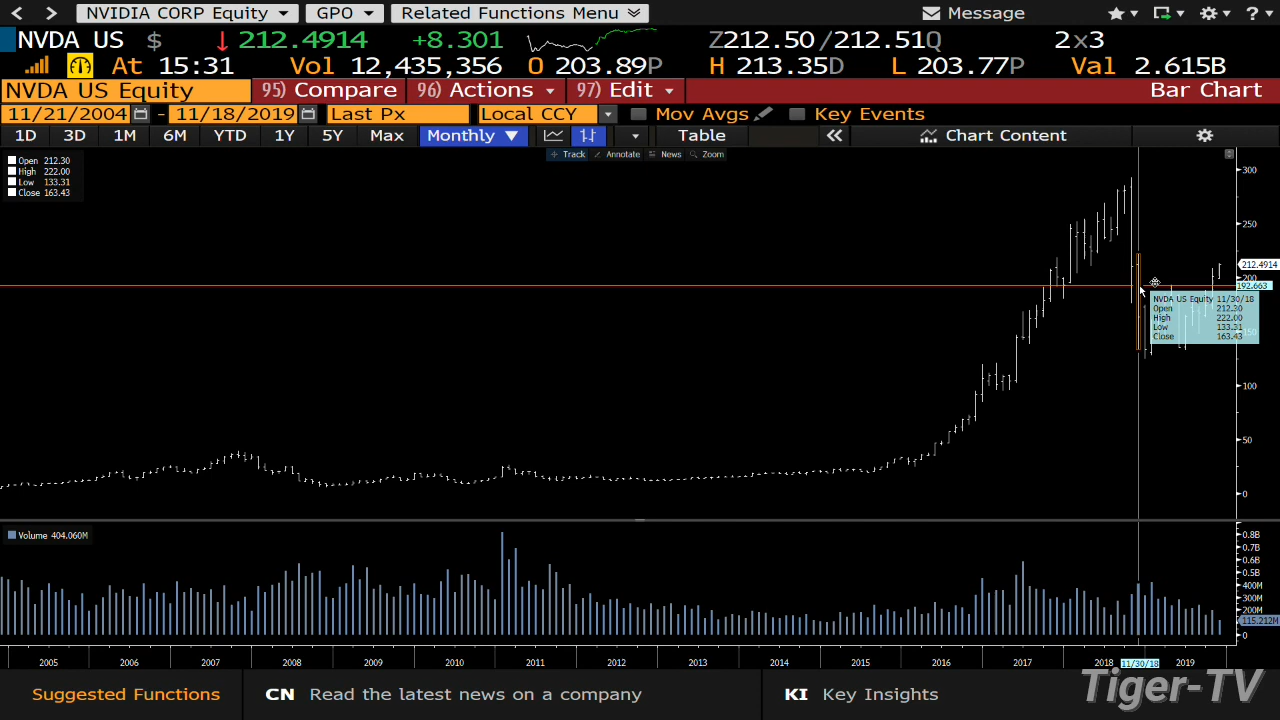 NVIDIA CORP Equity GPO Related Functions Menu Message
NVDA US $ ↓ 212.4914 +8.301 Z212.50/212.51Q 2x3
At 15:31 Vol 12,435,356 O 203.89P H 213.35D L 203.77P Val 2.615B
NVDA US Equity 95) Compare 96) Actions 97) Edit Bar Chart
11/21/2004 - 11/18/2019 Last Px Local CCY Mov Avgs Key Events
1D 3D 1M 6M YTD 1Y 5Y Max Monthly ▼ Table « Chart Content
Track Annotate News Zoom
Open 212.30
High 222.00
Low 133.31
Close 163.43
300
250
212.4914
200
192.663
NVDA US Equity 11/30/18
Open 212.30
High 222.00
Low 133.31
Close 163.43
150
100
50
0
Volume 404.060M
0.8B
0.7B
0.6B
0.5B
400M
300M
200M
115.212M
0
2005 2006 2007 2008 2009 2010 2011 2012 2013 2014 2015 2016 2017 2018 11/30/18 2019
Suggested Functions CN Read the latest news on a company KI Key Insights
Tiger-TV